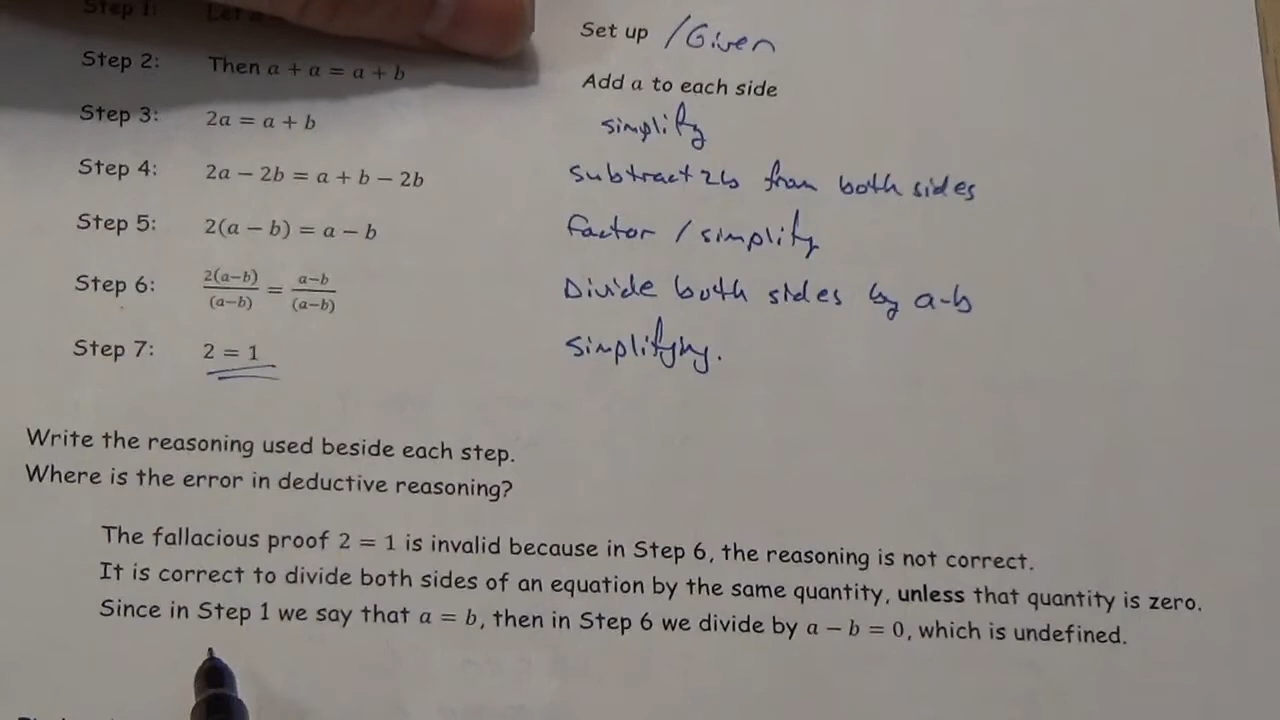 Step 1: Let a
Set up /Given
Step 2: Then a + a = a + b
Add a to each side
Step 3: 2a = a + b
simplify
Step 4: 2a − 2b = a + b − 2b
subtract 2b from both sides
Step 5: 2(a − b) = a − b
factor / simplify
Step 6: 2(a−b)/(a−b) = a−b/(a−b)
Divide both sides by a-b
Step 7: 2 = 1
simplifying.
Write the reasoning used beside each step.
Where is the error in deductive reasoning?
The fallacious proof 2 = 1 is invalid because in Step 6, the reasoning is not correct.
It is correct to divide both sides of an equation by the same quantity, unless that quantity is zero.
Since in Step 1 we say that a = b, then in Step 6 we divide by a − b = 0, which is undefined.